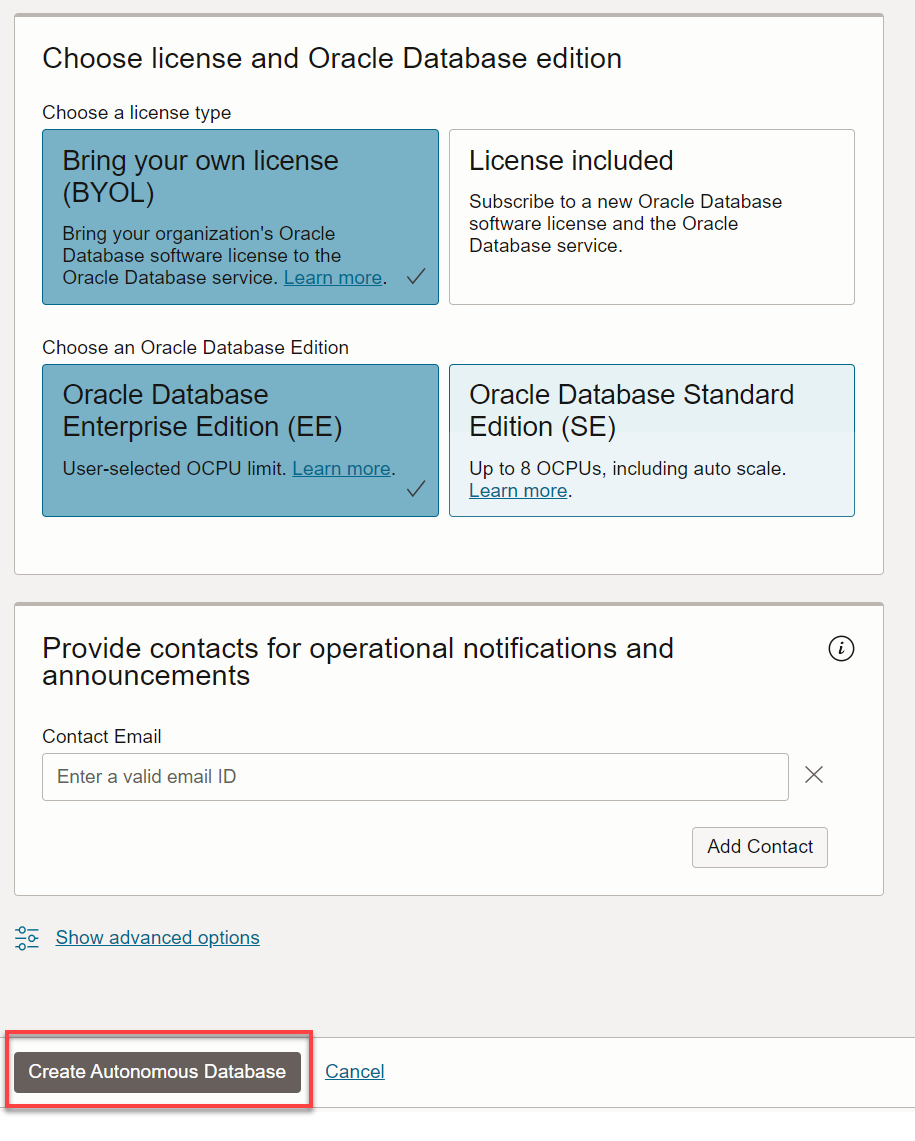 Choose license and Oracle Database edition
Choose a license type
Bring your own license
(BYOL)
Bring your organization's Oracle
Database software license to the
Oracle Database service. Learn more.
License included
Subscribe to a new Oracle Database
software license and the Oracle
Database service.
Choose an Oracle Database Edition
Oracle Database
Enterprise Edition (EE)
User-selected OCPU limit. Learn more.
Oracle Database Standard
Edition (SE)
Up to 8 OCPUs, including auto scale.
Learn more.
Provide contacts for operational notifications and
announcements
Contact Email
Enter a valid email ID
Add Contact
Show advanced options
Create Autonomous Database
Cancel